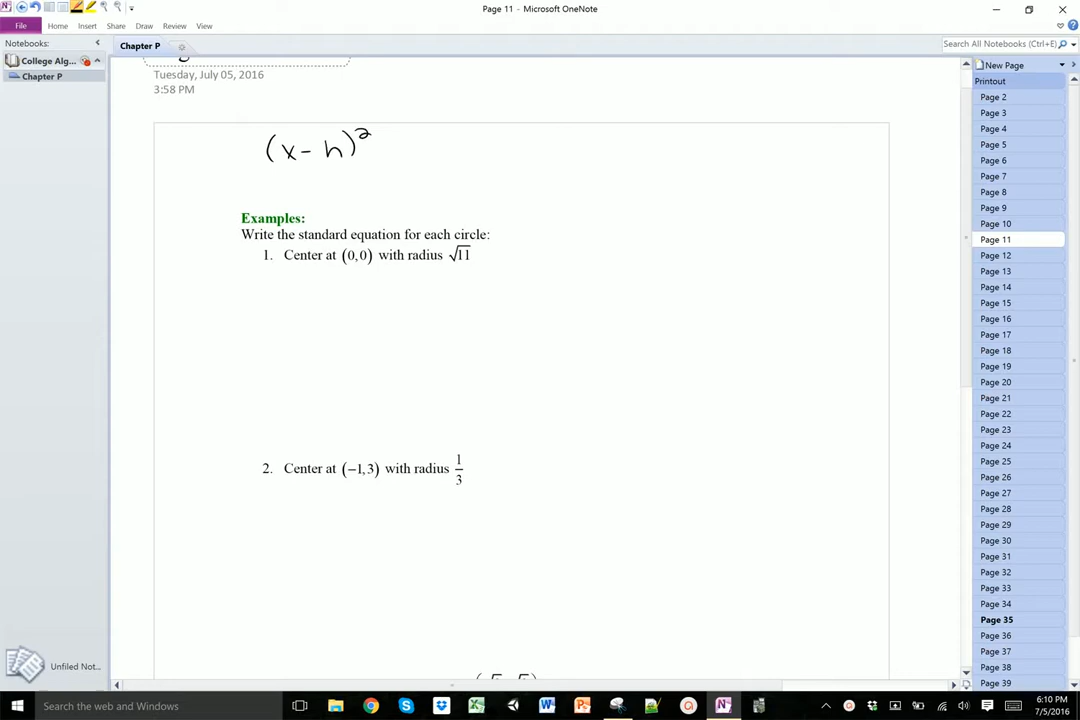 Page 11 - Microsoft OneNote
File Home Insert Share Draw Review View
Notebooks:
College Alg...
Chapter P
Chapter P
Search All Notebooks (Ctrl+E)
Tuesday, July 05, 2016
3:58 PM
(x - h)²
Examples:
Write the standard equation for each circle:
1. Center at (0,0) with radius √11
2. Center at (−1,3) with radius 1/3
New Page
Printout
Page 2
Page 3
Page 4
Page 5
Page 6
Page 7
Page 8
Page 9
Page 10
Page 11
Page 12
Page 13
Page 14
Page 15
Page 16
Page 17
Page 18
Page 19
Page 20
Page 21
Page 22
Page 23
Page 24
Page 25
Page 26
Page 27
Page 28
Page 29
Page 30
Page 31
Page 32
Page 33
Page 34
Page 35
Page 36
Page 37
Page 38
Page 39
Unfiled Not...
Search the web and Windows
6:10 PM
7/5/2016